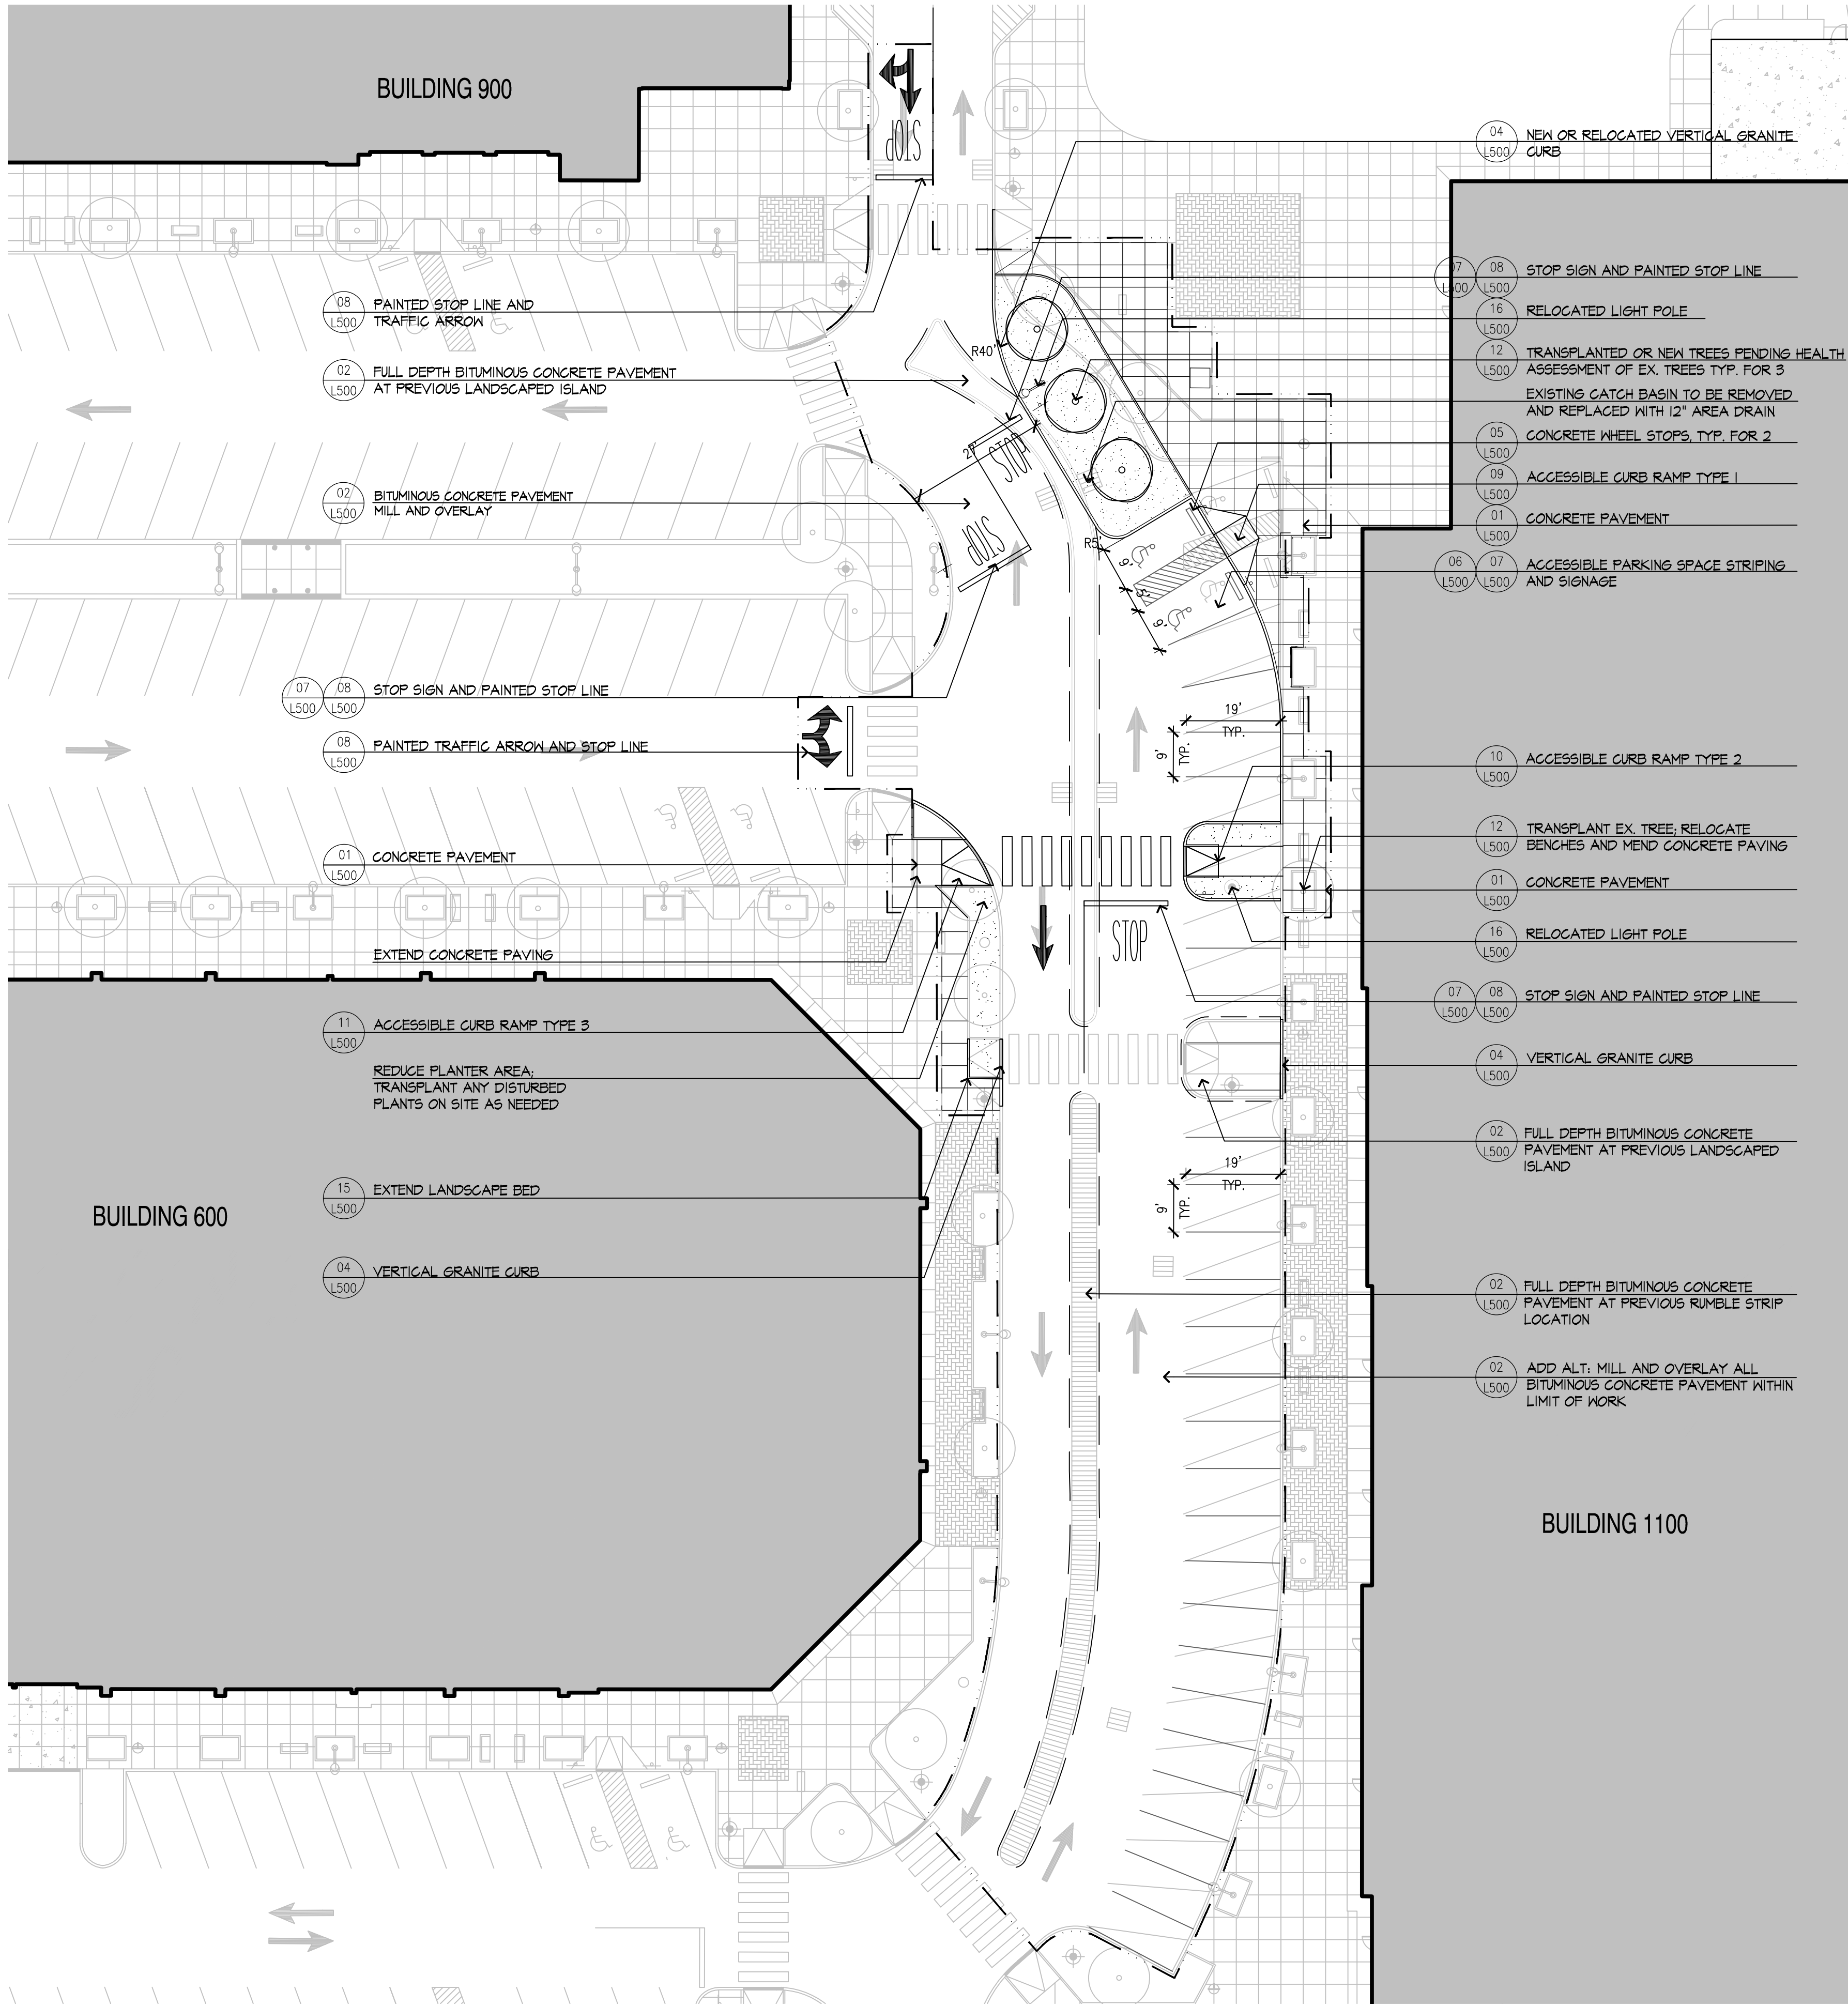 BUILDING 900
STOP
04
L500
NEW OR RELOCATED VERTICAL GRANITE
CURB
07
L500
08
L500
STOP SIGN AND PAINTED STOP LINE
16
L500
RELOCATED LIGHT POLE
12
L500
TRANSPLANTED OR NEW TREES PENDING HEALTH
ASSESSMENT OF EX. TREES TYP. FOR 3
EXISTING CATCH BASIN TO BE REMOVED
AND REPLACED WITH 12" AREA DRAIN
05
L500
CONCRETE WHEEL STOPS, TYP. FOR 2
09
L500
ACCESSIBLE CURB RAMP TYPE 1
01
L500
CONCRETE PAVEMENT
06
L500
07
L500
ACCESSIBLE PARKING SPACE STRIPING
AND SIGNAGE
08
L500
PAINTED STOP LINE AND
TRAFFIC ARROW
02
L500
FULL DEPTH BITUMINOUS CONCRETE PAVEMENT
AT PREVIOUS LANDSCAPED ISLAND
02
L500
BITUMINOUS CONCRETE PAVEMENT
MILL AND OVERLAY
R40'
STOP
STOP
R5'
9'
5'
9'
07
L500
08
L500
STOP SIGN AND PAINTED STOP LINE
08
L500
PAINTED TRAFFIC ARROW AND STOP LINE
19'
TYP.
9'
TYP.
10
L500
ACCESSIBLE CURB RAMP TYPE 2
12
L500
TRANSPLANT EX. TREE; RELOCATE
BENCHES AND MEND CONCRETE PAVING
01
L500
CONCRETE PAVEMENT
16
L500
RELOCATED LIGHT POLE
07
L500
08
L500
STOP SIGN AND PAINTED STOP LINE
04
L500
VERTICAL GRANITE CURB
02
L500
FULL DEPTH BITUMINOUS CONCRETE
PAVEMENT AT PREVIOUS LANDSCAPED
ISLAND
01
L500
CONCRETE PAVEMENT
EXTEND CONCRETE PAVING
STOP
11
L500
ACCESSIBLE CURB RAMP TYPE 3
REDUCE PLANTER AREA;
TRANSPLANT ANY DISTURBED
PLANTS ON SITE AS NEEDED
15
L500
EXTEND LANDSCAPE BED
BUILDING 600
04
L500
VERTICAL GRANITE CURB
19'
TYP.
9'
TYP.
02
L500
FULL DEPTH BITUMINOUS CONCRETE
PAVEMENT AT PREVIOUS RUMBLE STRIP
LOCATION
02
L500
ADD ALT: MILL AND OVERLAY ALL
BITUMINOUS CONCRETE PAVEMENT WITHIN
LIMIT OF WORK
BUILDING 1100